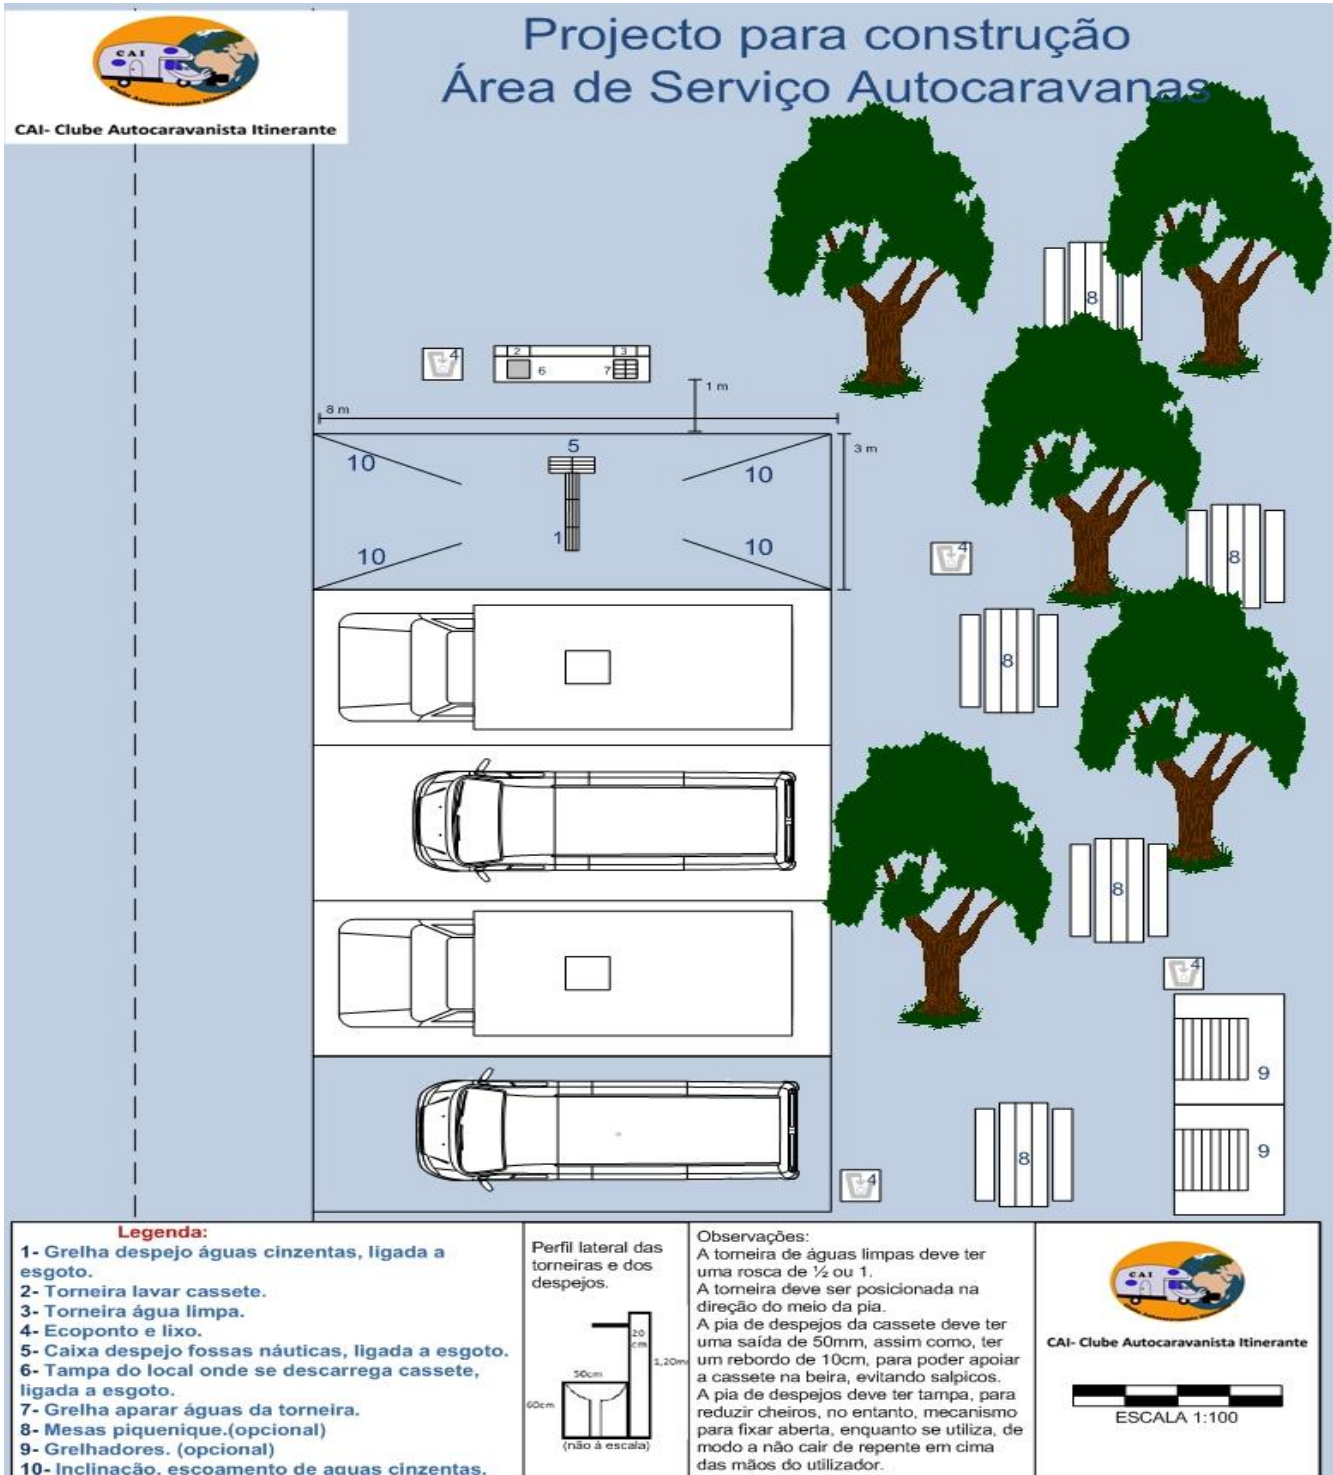 CAI
Clube Autocaravanista Itinerante
CAI- Clube Autocaravanista Itinerante
Projecto para construção
Área de Serviço Autocaravanas
8
4
2
3
6
7
1 m
8 m
5
3 m
10
10
1
10
10
4
8
8
8
4
9
9
8
4
Legenda:
1- Grelha despejo águas cinzentas, ligada a
esgoto.
2- Torneira lavar cassete.
3- Torneira água limpa.
4- Ecoponto e lixo.
5- Caixa despejo fossas náuticas, ligada a esgoto.
6- Tampa do local onde se descarrega cassete,
ligada a esgoto.
7- Grelha aparar águas da torneira.
8- Mesas piquenique.(opcional)
9- Grelhadores. (opcional)
10- Inclinação, escoamento de aguas cinzentas.
Perfil lateral das
torneiras e dos
despejos.
20
cm
1,20m
50cm
60cm
(não à escala)
Observações:
A torneira de águas limpas deve ter
uma rosca de ½ ou 1.
A torneira deve ser posicionada na
direção do meio da pia.
A pia de despejos da cassete deve ter
uma saída de 50mm, assim como, ter
um rebordo de 10cm, para poder apoiar
a cassete na beira, evitando salpicos.
A pia de despejos deve ter tampa, para
reduzir cheiros, no entanto, mecanismo
para fixar aberta, enquanto se utiliza, de
modo a não cair de repente em cima
das mãos do utilizador.
CAI
CAI- Clube Autocaravanista Itinerante
ESCALA 1:100